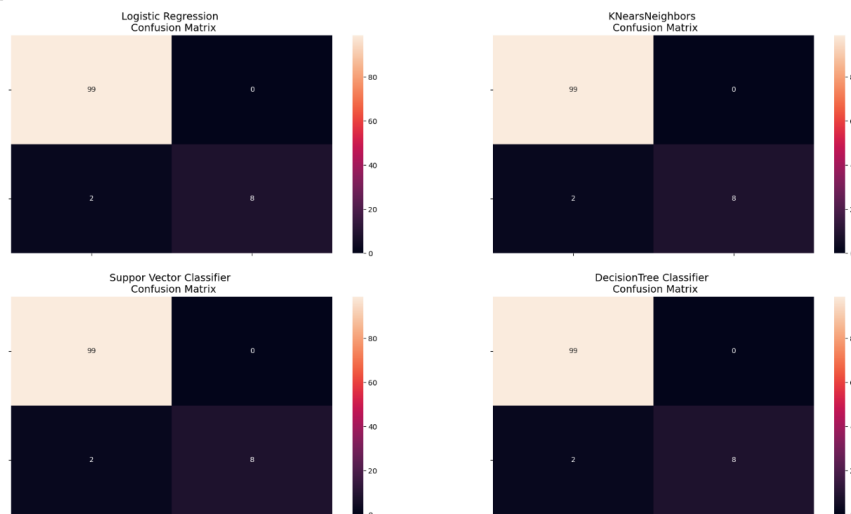 Logistic Regression
Confusion Matrix
99 0
2 8
80
60
40
20
0
KNearsNeighbors
Confusion Matrix
99 0
2 8
Suppor Vector Classifier
Confusion Matrix
99 0
2 8
80
60
40
20
0
DecisionTree Classifier
Confusion Matrix
99 0
2 8